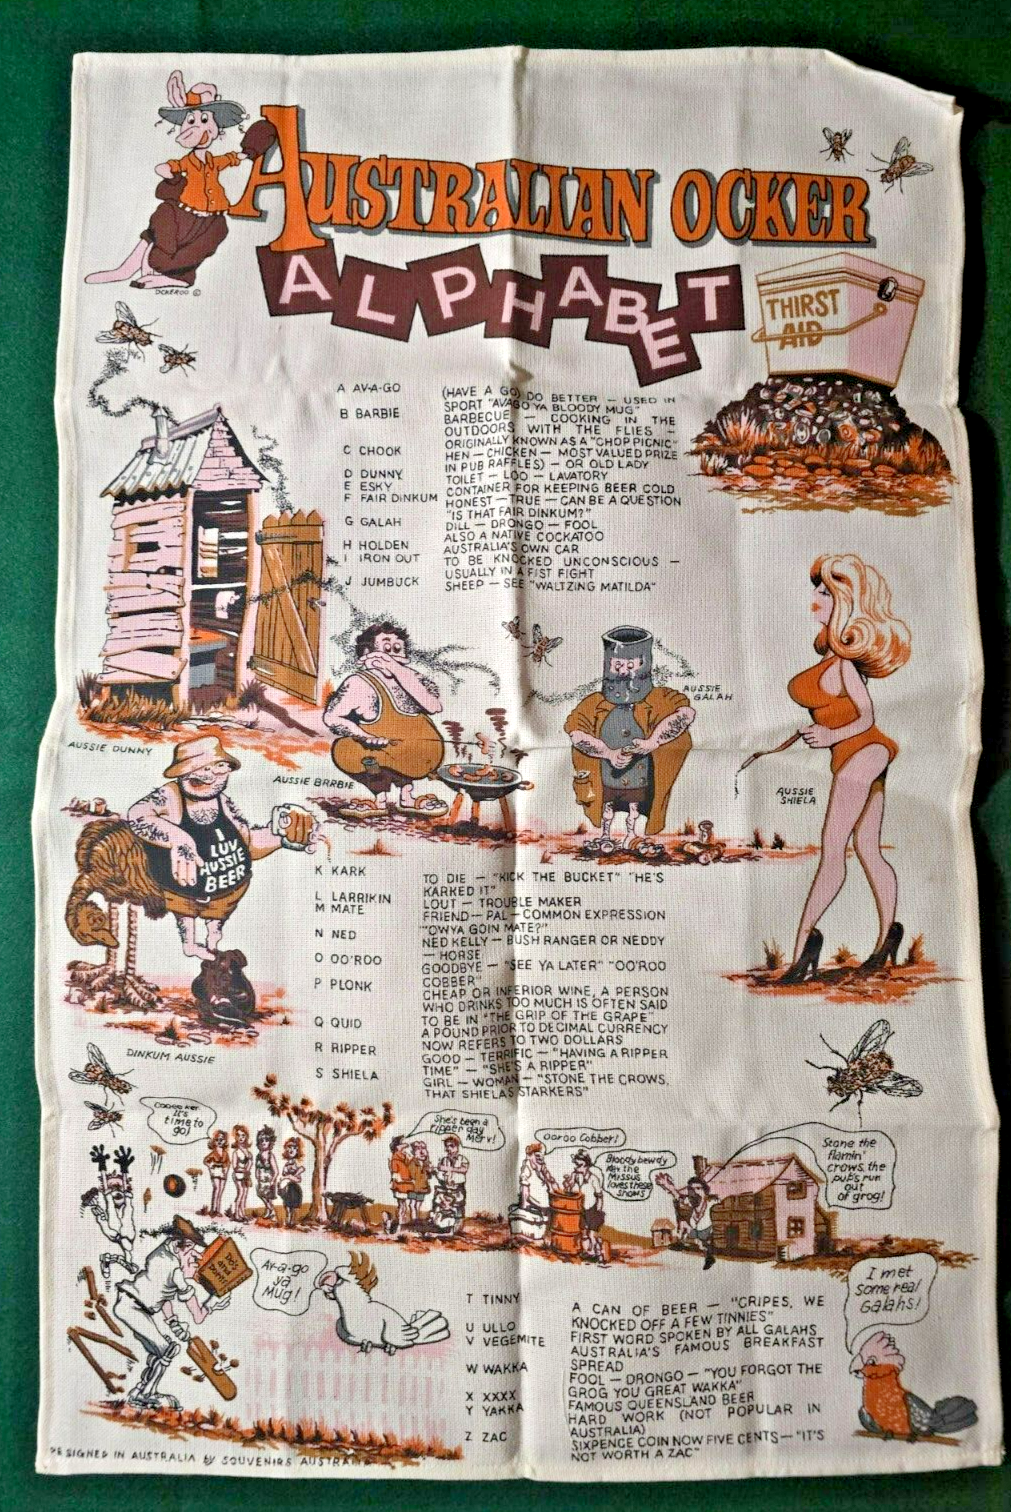 AUSTRALIAN OCKER
ALPHABET
OCKEROO ©
THIRST
AID
A AV-A-GO (HAVE A GO) DO BETTER — USED IN
SPORT "AVAGO YA BLOODY MUG"
B BARBIE BARBECUE — COOKING IN THE
OUTDOORS WITH THE FLIES —
ORIGINALLY KNOWN AS A "CHOP PICNIC"
C CHOOK HEN — CHICKEN — MOST VALUED PRIZE
IN PUB RAFFLES) — OR OLD LADY
D DUNNY TOILET — LOO — LAVATORY
E ESKY CONTAINER FOR KEEPING BEER COLD
F FAIR DINKUM HONEST — TRUE — CAN BE A QUESTION
"IS THAT FAIR DINKUM?"
G GALAH DILL — DRONGO — FOOL
ALSO A NATIVE COCKATOO
H HOLDEN AUSTRALIA'S OWN CAR
I IRON OUT TO BE KNOCKED UNCONSCIOUS —
USUALLY IN A FIST FIGHT
J JUMBUCK SHEEP — SEE "WALTZING MATILDA"
AUSSIE DUNNY
AUSSIE BARBIE
AUSSIE
GALAH
AUSSIE
SHIELA
I
LUV
AUSSIE
BEER
DINKUM AUSSIE
K KARK TO DIE — "KICK THE BUCKET" "HE'S
KARKED IT"
L LARRIKIN LOUT — TROUBLE MAKER
M MATE FRIEND — PAL — COMMON EXPRESSION
"OWYA GOIN MATE?"
N NED NED KELLY — BUSH RANGER OR NEDDY
— HORSE
O OO'ROO GOODBYE — "SEE YA LATER" "OO'ROO
COBBER"
P PLONK CHEAP OR INFERIOR WINE, A PERSON
WHO DRINKS TOO MUCH IS OFTEN SAID
TO BE IN "THE GRIP OF THE GRAPE"
Q QUID A POUND PRIOR TO DECIMAL CURRENCY
NOW REFERS TO TWO DOLLARS
R RIPPER GOOD — TERRIFIC — "HAVING A RIPPER
TIME" — "SHE'S A RIPPER"
S SHIELA GIRL — WOMAN — "STONE THE CROWS,
THAT SHIELAS STARKERS"
It's
time to
go!
She's been a
ripper day
Merv!
Ooroo Cobber!
Bloody bewdy
the
Missus
loves these
shows
Stone the
flamin'
crows, the
pub's run
out
of grog!
Av-a-go
ya
Mug!
I met
some real
Galahs!
T TINNY A CAN OF BEER — "CRIPES, WE
KNOCKED OFF A FEW TINNIES"
U ULLO FIRST WORD SPOKEN BY ALL GALAHS
V VEGEMITE AUSTRALIA'S FAMOUS BREAKFAST
SPREAD
W WAKKA FOOL — DRONGO — "YOU FORGOT THE
GROG YOU GREAT WAKKA"
X XXXX FAMOUS QUEENSLAND BEER
Y YAKKA HARD WORK (NOT POPULAR IN
AUSTRALIA)
Z ZAC SIXPENCE COIN NOW FIVE CENTS — "IT'S
NOT WORTH A ZAC"
DESIGNED IN AUSTRALIA BY SOUVENIRS AUSTRALIA